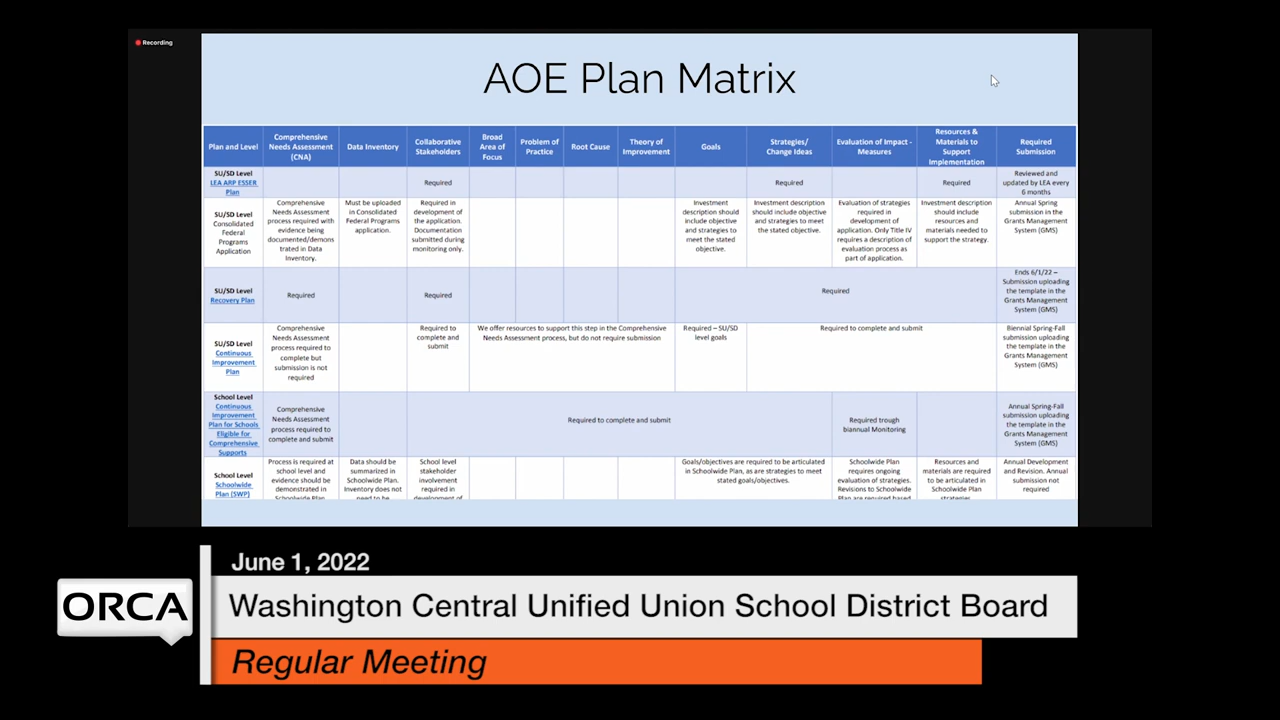 Recording
AOE Plan Matrix
Plan and Level
Comprehensive
Needs Assessment
(CNA)
Data Inventory
Collaborative
Stakeholders
Broad
Area of
Focus
Problem of
Practice
Root Cause
Theory of
Improvement
Goals
Strategies/
Change Ideas
Evaluation of Impact -
Measures
Resources &
Materials to
Support
Implementation
Required
Submission
SU/SD Level
LEA ARP ESSER
Plan
Required
Required
Required
Reviewed and
updated by LEA every
6 months
SU/SD Level
Consolidated
Federal
Programs
Application
Comprehensive
Needs Assessment
process required with
evidence being
documented/demons
trated in Data
Inventory.
Must be uploaded
in Consolidated
Federal Programs
application.
Required in
development of
the application.
Documentation
submitted during
monitoring only.
Investment
description should
include objective
and strategies to
meet the stated
objective.
Investment description
should include objective
and strategies to meet
the stated objective.
Evaluation of strategies
required in
development of
application. Only Title IV
requires a description of
evaluation process as
part of application.
Investment description
should include
resources and
materials needed to
support the strategy.
Annual Spring
submission in the
Grants Management
System (GMS)
SU/SD Level
Recovery Plan
Required
Required
Required
Ends 6/1/22 –
Submission uploading
the template in the
Grants Management
System (GMS)
SU/SD Level
Continuous
Improvement
Plan
Comprehensive
Needs Assessment
process required to
complete but
submission is not
required
Required to
complete and
submit
We offer resources to support this step in the Comprehensive
Needs Assessment process, but do not require submission
Required – SU/SD
level goals
Required to complete and submit
Biennial Spring-Fall
submission uploading
the template in the
Grants Management
System (GMS)
School Level
Continuous
Improvement
Plan for Schools
Eligible for
Comprehensive
Supports
Comprehensive
Needs Assessment
process required to
complete and submit
Required to complete and submit
Required trough
biannual Monitoring
Annual Spring-Fall
submission uploading
the template in the
Grants Management
System (GMS)
School Level
Schoolwide
Plan (SWP)
Process is required at
school level and
evidence should be
demonstrated in
Schoolwide Plan
Data should be
summarized in
Schoolwide Plan.
Inventory does not
need to be
School level
stakeholder
involvement
required in
development of
Goals/objectives are required to be articulated
in Schoolwide Plan, as are strategies to meet
stated goals/objectives.
Schoolwide Plan
requires ongoing
evaluation of strategies.
Revisions to Schoolwide
Plan are required based
Resources and
materials are required
to be articulated in
Schoolwide Plan
strategies
Annual Development
and Revision. Annual
submission not
required
June 1, 2022
ORCA
Washington Central Unified Union School District Board
Regular Meeting